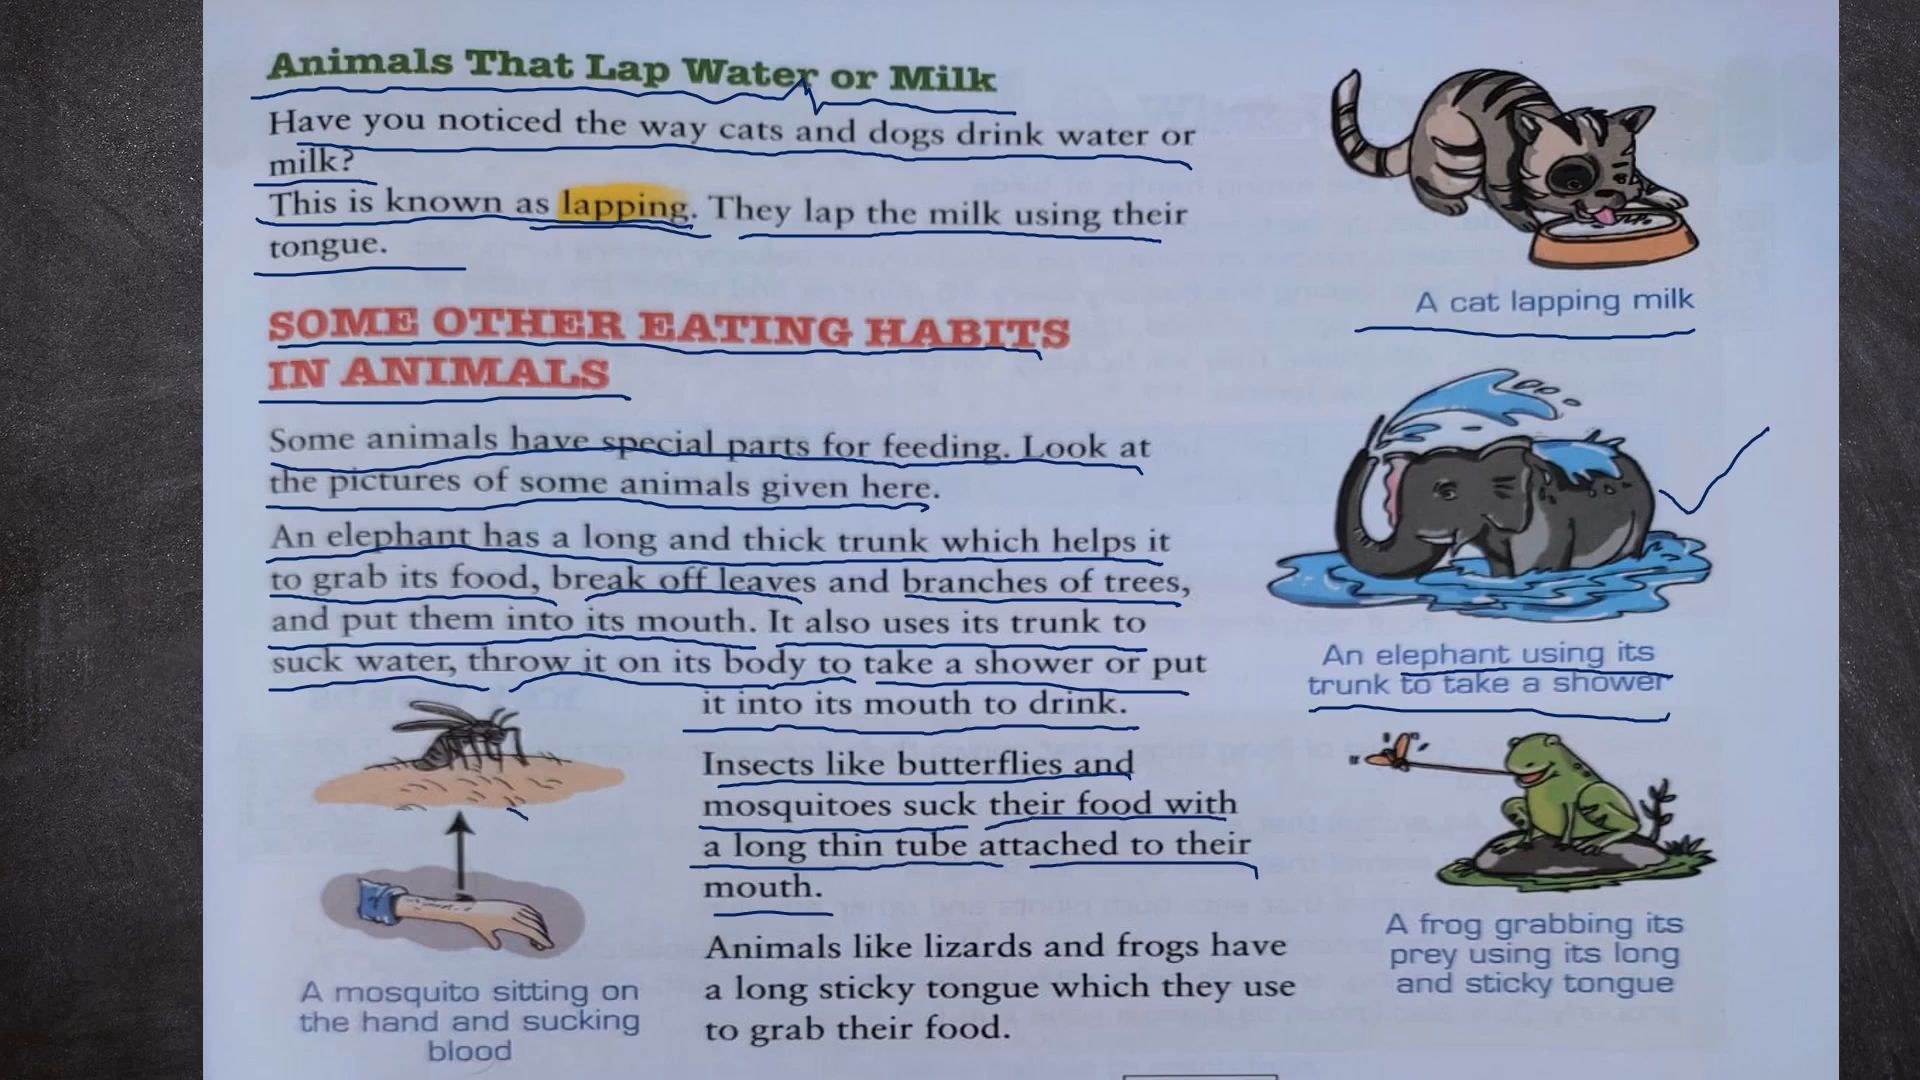 Animals That Lap Water or Milk
Have you noticed the way cats and dogs drink water or
milk?
This is known as lapping. They lap the milk using their
tongue.
A cat lapping milk
SOME OTHER EATING HABITS
IN ANIMALS
Some animals have special parts for feeding. Look at
the pictures of some animals given here.
An elephant has a long and thick trunk which helps it
to grab its food, break off leaves and branches of trees,
and put them into its mouth. It also uses its trunk to
suck water, throw it on its body to take a shower or put
it into its mouth to drink.
An elephant using its
trunk to take a shower
Insects like butterflies and
mosquitoes suck their food with
a long thin tube attached to their
mouth.
Animals like lizards and frogs have
a long sticky tongue which they use
to grab their food.
A mosquito sitting on
the hand and sucking
blood
A frog grabbing its
prey using its long
and sticky tongue